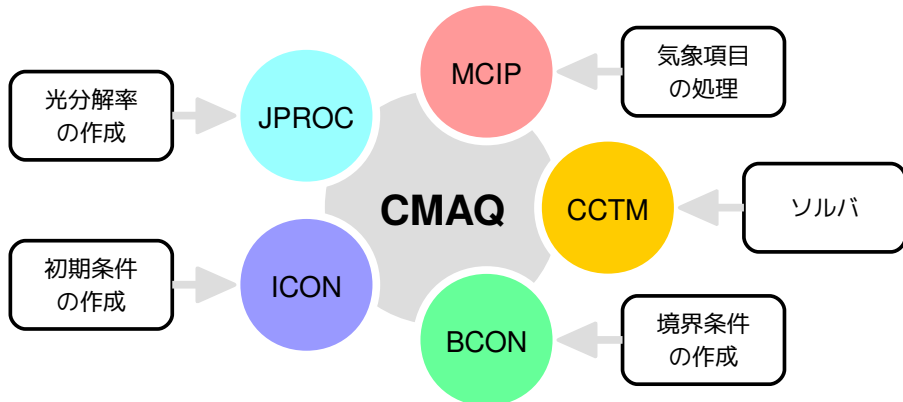 気象項目
の処理
MCIP
光分解率
の作成
JPROC
CMAQ
CCTM
ソルバ
初期条件
の作成
ICON
BCON
境界条件
の作成